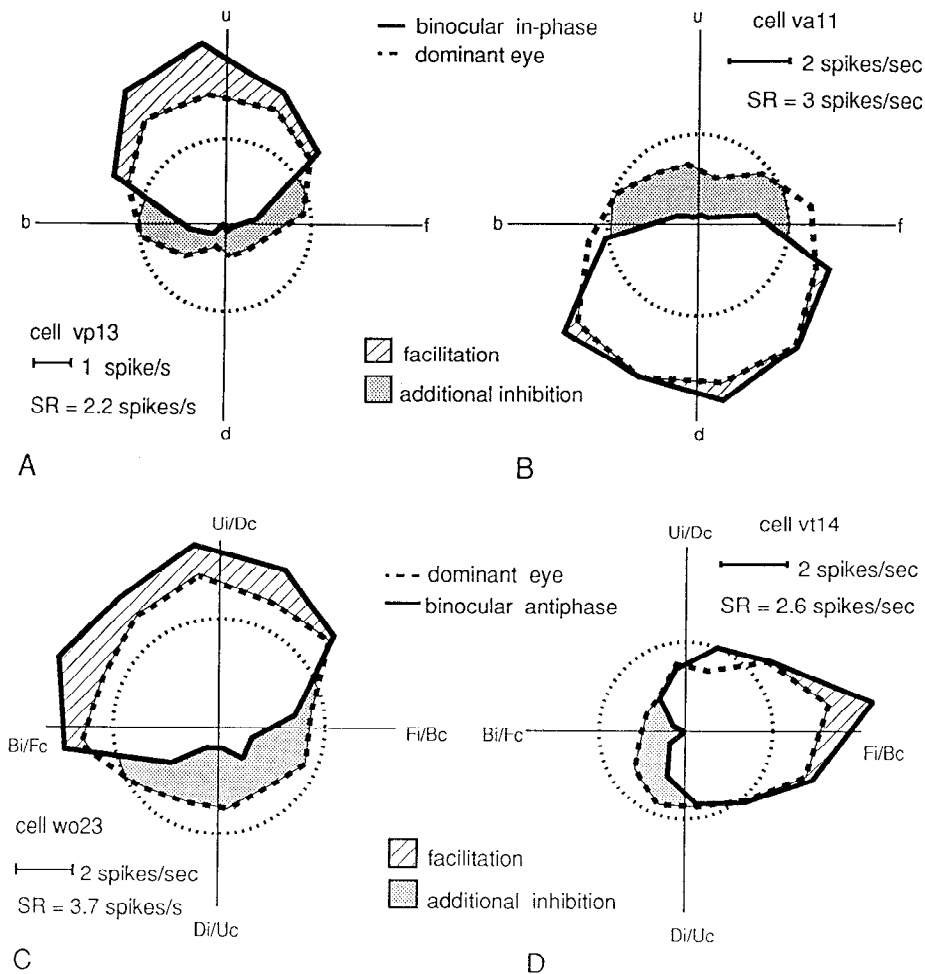 u
binocular in-phase
dominant eye
b
f
cell vp13
1 spike/s
SR = 2.2 spikes/s
d
A
facilitation
additional inhibition
u
cell va11
2 spikes/sec
SR = 3 spikes/sec
b
f
d
B
Ui/Dc
dominant eye
binocular antiphase
Bi/Fc
Fi/Bc
cell wo23
2 spikes/sec
SR = 3.7 spikes/s
Di/Uc
C
facilitation
additional inhibition
Ui/Dc
cell vt14
2 spikes/sec
SR = 2.6 spikes/sec
Bi/Fc
Fi/Bc
Di/Uc
D